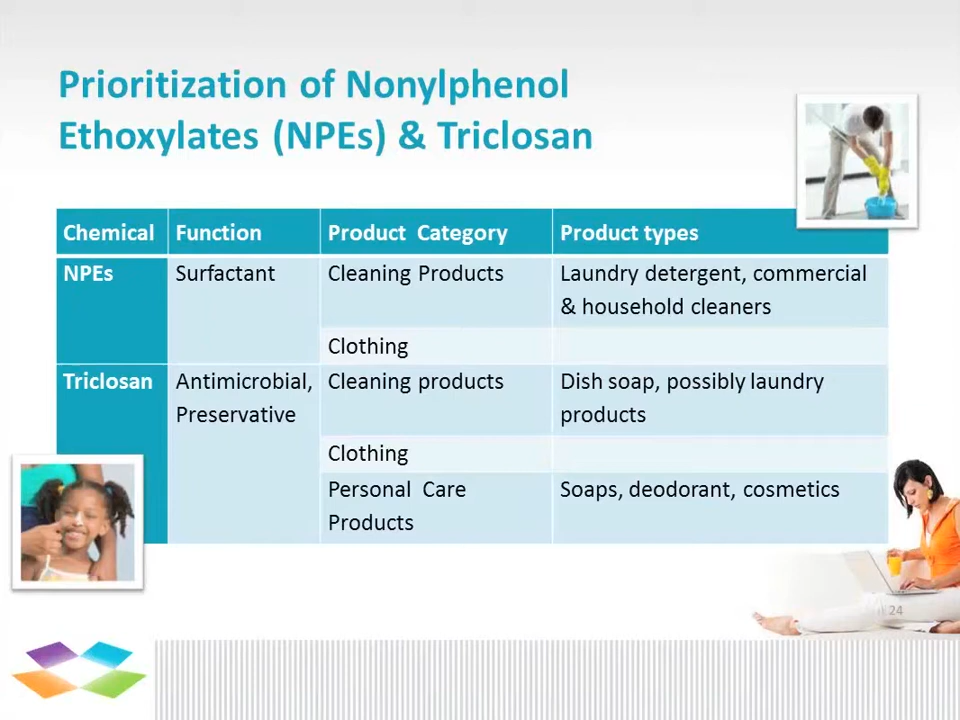 Prioritization of Nonylphenol
Ethoxylates (NPEs) & Triclosan
Chemical Function Product Category Product types
NPEs Surfactant Cleaning Products Laundry detergent, commercial
& household cleaners
Clothing
Triclosan Antimicrobial, Cleaning products Dish soap, possibly laundry
Preservative products
Clothing
Personal Care Soaps, deodorant, cosmetics
Products
24